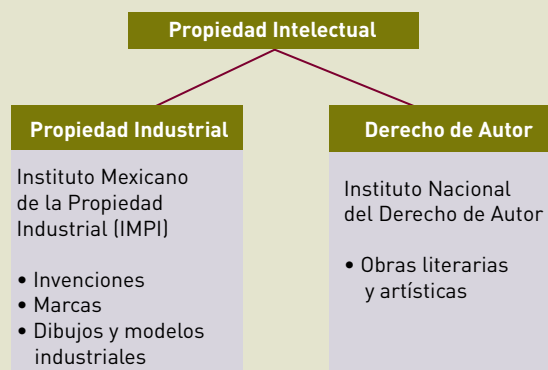 Propiedad Intelectual
Propiedad Industrial
Instituto Mexicano
de la Propiedad
Industrial (IMPI)
• Invenciones
• Marcas
• Dibujos y modelos
industriales
Derecho de Autor
Instituto Nacional
del Derecho de Autor
• Obras literarias
y artísticas